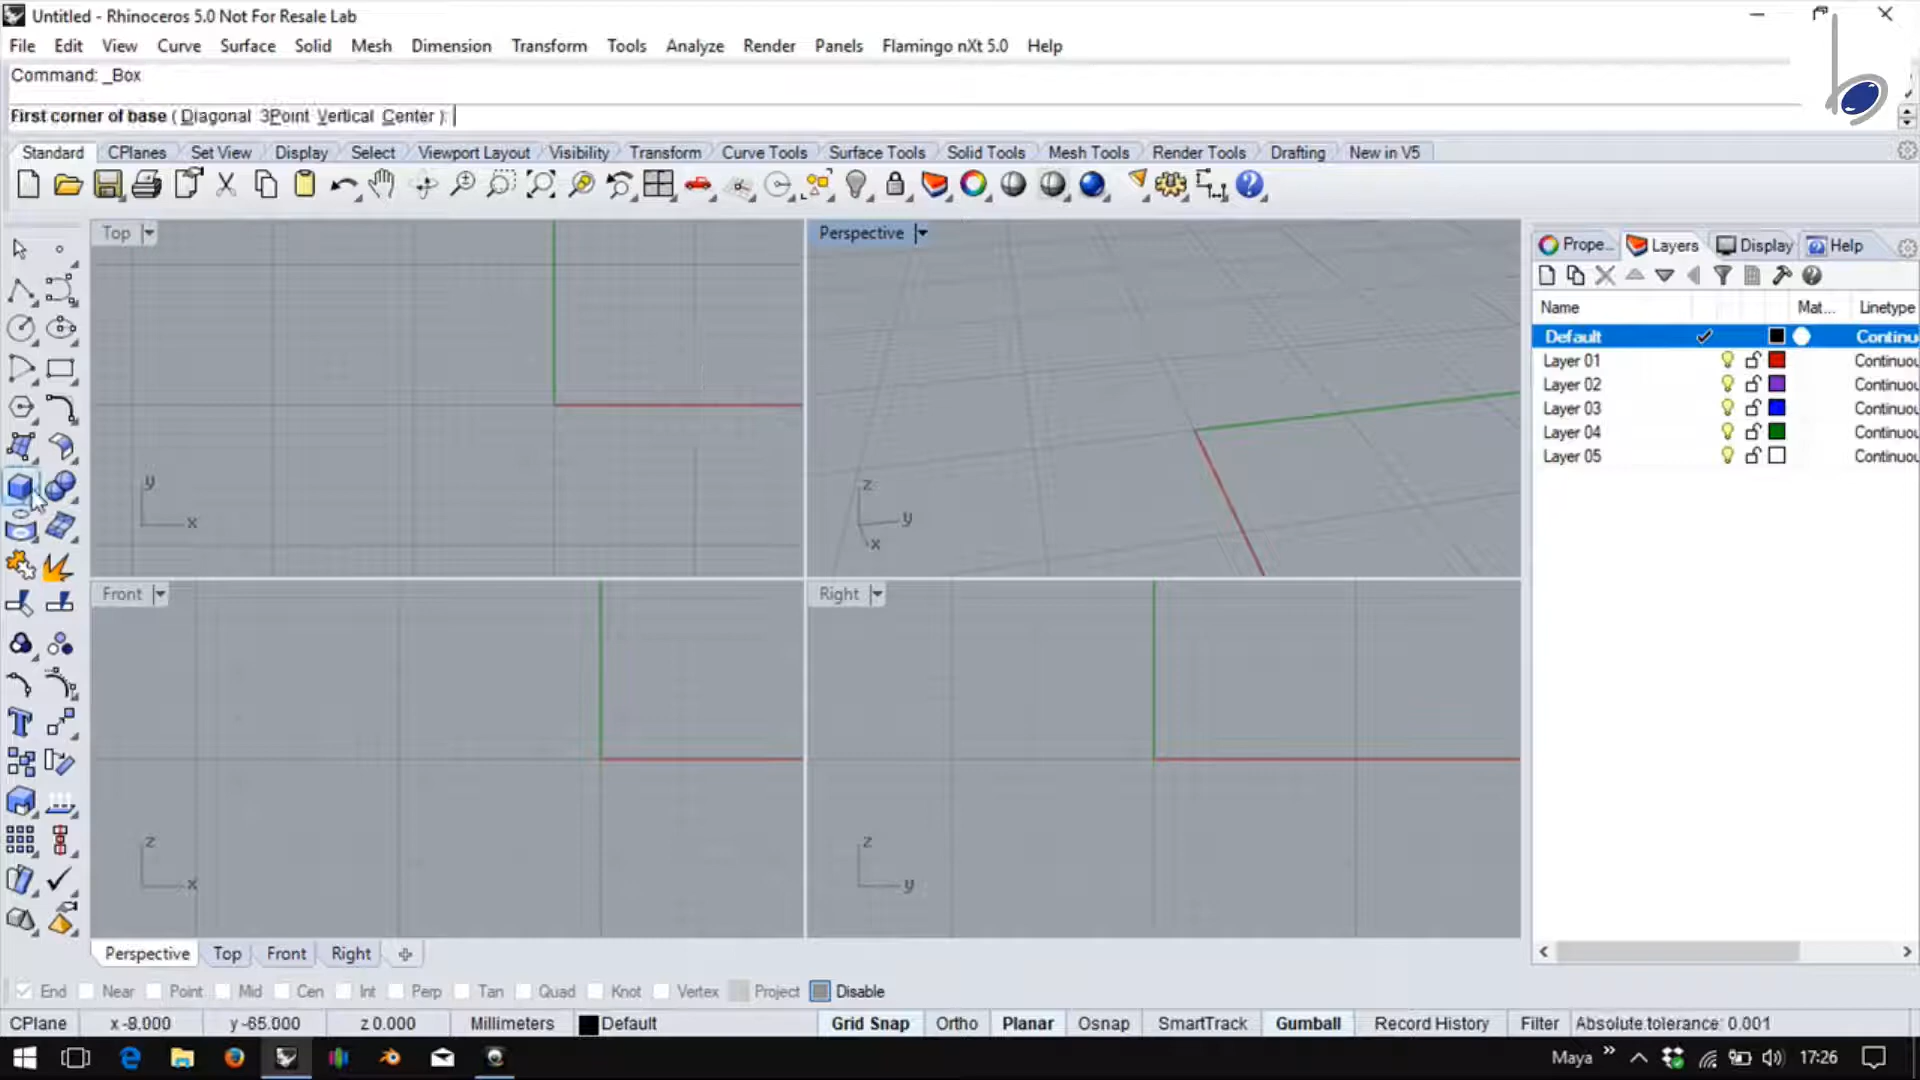 Untitled - Rhinoceros 5.0 Not For Resale Lab
File Edit View Curve Surface Solid Mesh Dimension Transform Tools Analyze Render Panels Flamingo nXt 5.0 Help
Command: _Box
First corner of base ( Diagonal 3Point Vertical Center ):
Standard CPlanes Set View Display Select Viewport Layout Visibility Transform Curve Tools Surface Tools Solid Tools Mesh Tools Render Tools Drafting New in V5
Top
Perspective
Prope... Layers Display Help
Name Mat... Linetype
Default Continu
Layer 01 Continuou
Layer 02 Continuou
Layer 03 Continuou
Layer 04 Continuou
Layer 05 Continuou
y
x
z
y
x
Front
Right
z
x
z
y
Perspective Top Front Right
End Near Point Mid Cen Int Perp Tan Quad Knot Vertex Project Disable
CPlane x -8.000 y -65.000 z 0.000 Millimeters Default Grid Snap Ortho Planar Osnap SmartTrack Gumball Record History Filter Absolute tolerance: 0.001
Maya » 17:26